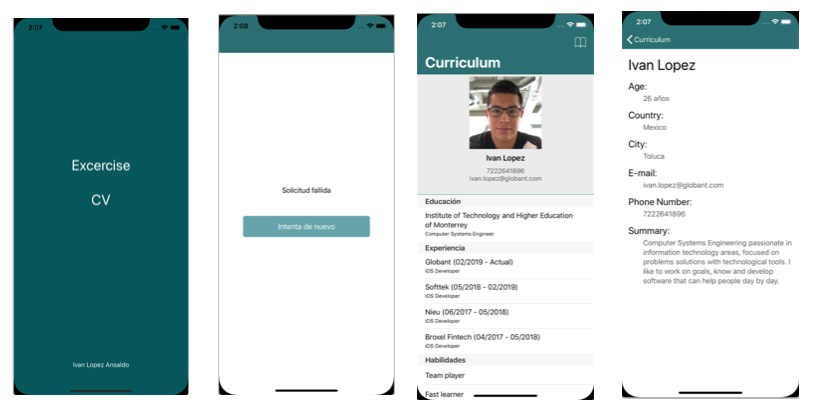 2:07
Excercise
CV
Ivan Lopez Ansaldo
2:08
Solicitud fallida
Intenta de nuevo
2:07
Curriculum
Ivan Lopez
7222641896
ivan.lopez@globant.com
Educación
Institute of Technology and Higher Education
of Monterrey
Computer Systems Engineer
Experiencia
Globant (02/2019 - Actual)
iOS Developer
Softtek (05/2018 - 02/2019)
iOS Developer
Nieu (06/2017 - 05/2018)
iOS Developer
Broxel Fintech (04/2017 - 05/2018)
iOS Developer
Habilidades
Team player
Fast learner
2:07
Curriculum
Ivan Lopez
Age:
26 años
Country:
Mexico
City:
Toluca
E-mail:
ivan.lopez@globant.com
Phone Number:
7222641896
Summary:
Computer Systems Engineering passionate in
information technology areas, focused on
problems solutions with technological tools. I
like to work on goals, know and develop
software that can help people day by day.